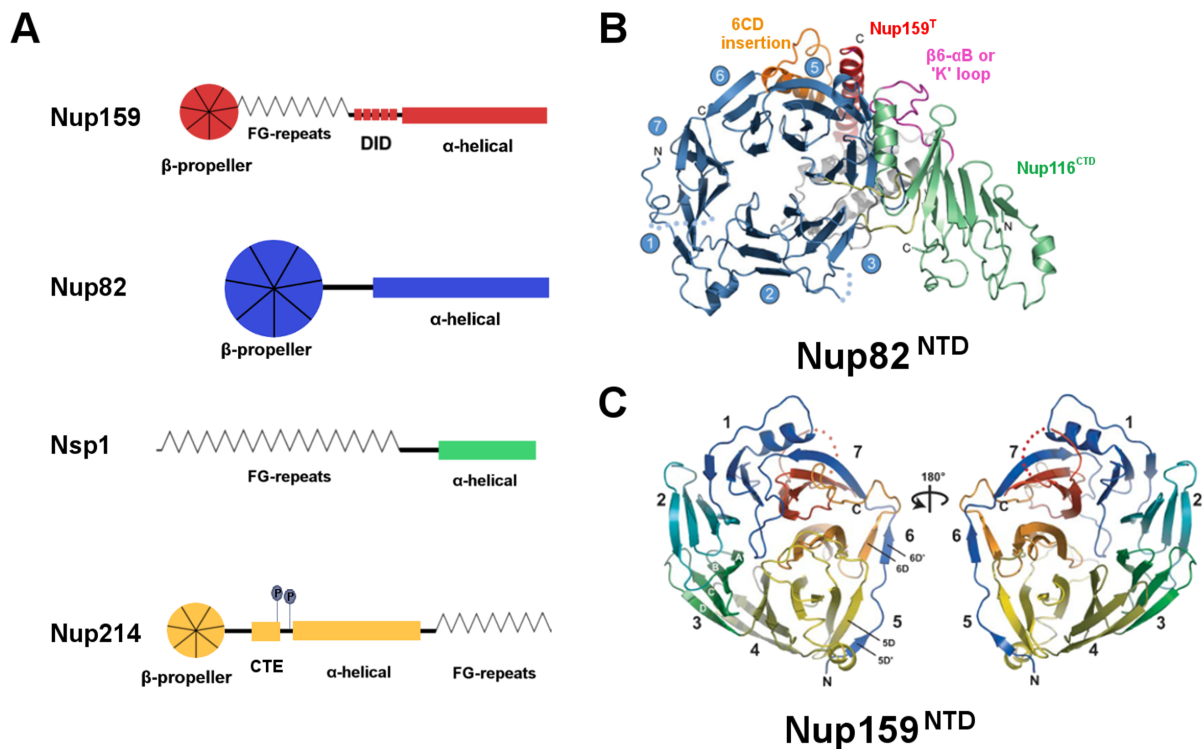 A
Nup159
β-propeller
FG-repeats
DID
α-helical
Nup82
β-propeller
α-helical
Nsp1
FG-repeats
α-helical
Nup214
P P
β-propeller
CTE
α-helical
FG-repeats
B
6CD
insertion
Nup159T
C
β6-αB or
'K' loop
5
6
C
7
N
Nup116CTD
1
N
3
C
2
Nup82 NTD
C
1
7
2
C
6
6D'
6D
A
B
C
D
3
5
4
5D
5D'
N
180°
1
7
C
2
6
5
3
4
N
Nup159 NTD